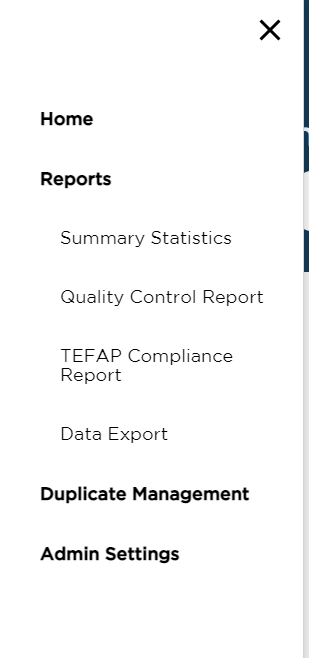 Home
Reports
Summary Statistics
Quality Control Report
TEFAP Compliance
Report
Data Export
Duplicate Management
Admin Settings